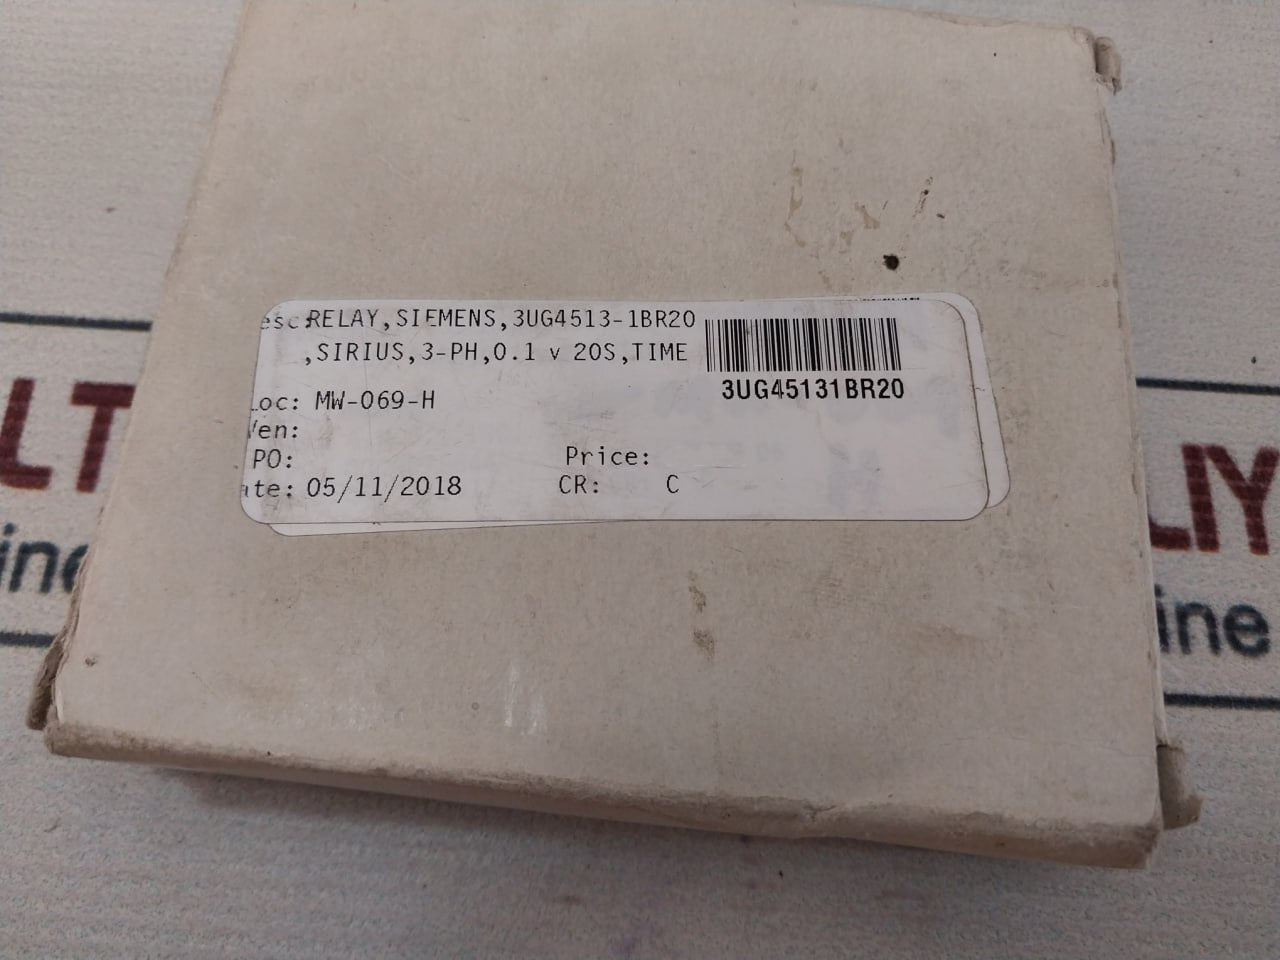 esc:RELAY,SIEMENS,3UG4513-1BR20
,SIRIUS,3-PH,0.1 v 20S,TIME
3UG45131BR20
Loc: MW-069-H
Ven:
PO:
Price:
ate: 05/11/2018
CR: C
LT
ine
LIY
ine